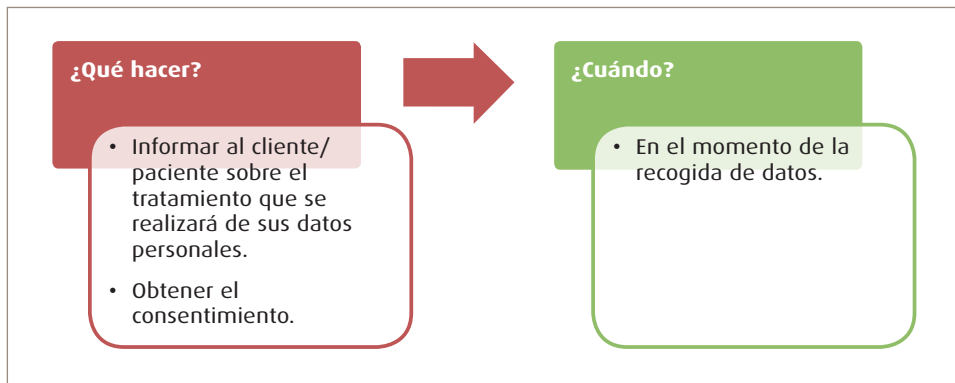 ¿Qué hacer?
• Informar al cliente/
paciente sobre el
tratamiento que se
realizará de sus datos
personales.
• Obtener el
consentimiento.
¿Cuándo?
• En el momento de la
recogida de datos.